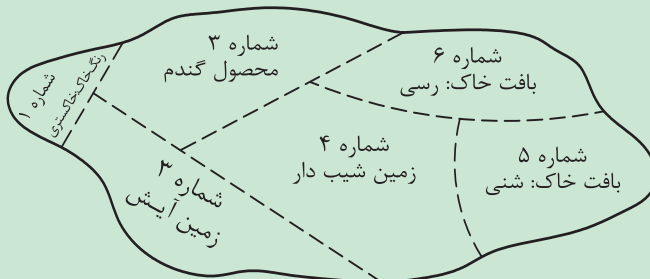 شماره ۳
محصول گندم
شماره ۶
بافت خاک: رسی
شماره ۱
رنگ خاک: خاکستری
شماره ۴
زمین شیب دار
شماره ۵
بافت خاک: شنی
شماره ۳
زمین آیش